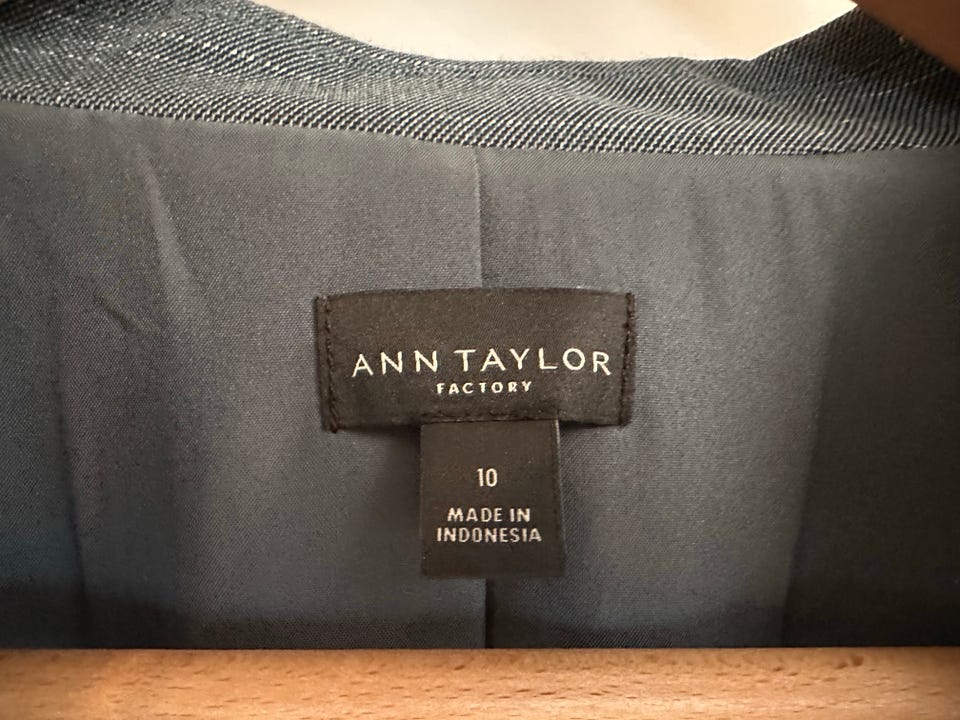 ANN TAYLOR
FACTORY
10
MADE IN
INDONESIA